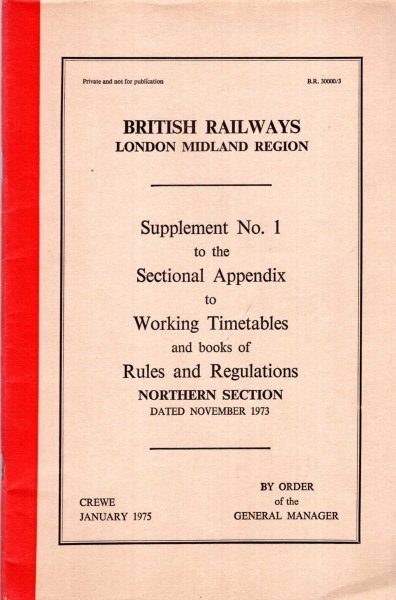 Private and not for publication B.R. 30000/3
BRITISH RAILWAYS
LONDON MIDLAND REGION
Supplement No. 1
to the
Sectional Appendix
to
Working Timetables
and books of
Rules and Regulations
NORTHERN SECTION
DATED NOVEMBER 1973
BY ORDER
CREWE of the
JANUARY 1975 GENERAL MANAGER